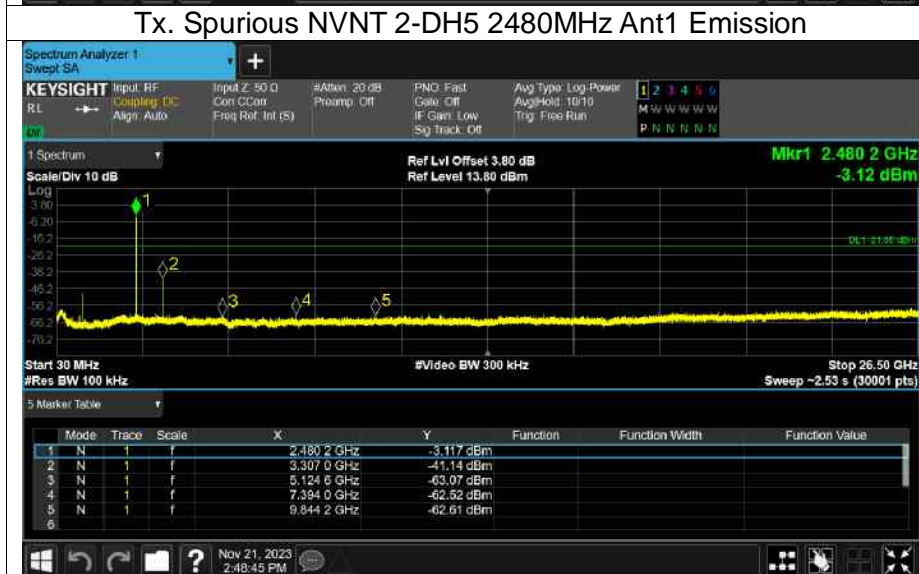 Tx. Spurious NVNT 2-DH5 2480MHz Ant1 Emission
Spectrum Analyzer 1
Swept SA
+
KEYSIGHT Input: RF Input Z: 50 Ω #Atten: 20 dB PNO: Fast Avg Type: Log-Power 1 2 3 4 5 6
RL Coupling: DC Corr CCorr Preamp: Off Gate: Off Avg|Hold: 10/10 M W W W W W
Align: Auto Freq Ref: Int (S) IF Gain: Low Trig: Free Run
Sig Track: Off P N N N N N
1 Spectrum Ref Lvl Offset 3.80 dB Mkr1 2.480 2 GHz
Scale/Div 10 dB Ref Level 13.80 dBm -3.12 dBm
Log
3.80
-6.20
-16.2
-26.2
-36.2
-46.2
-56.2
-66.2
-76.2
1
2
3
4
5
Start 30 MHz #Video BW 300 kHz Stop 26.50 GHz
#Res BW 100 kHz Sweep ~2.53 s (30001 pts)
5 Marker Table
Mode Trace Scale X Y Function Function Width Function Value
1 N 1 f 2.480 2 GHz -3.117 dBm
2 N 1 f 3.307 0 GHz -41.14 dBm
3 N 1 f 5.124 6 GHz -63.07 dBm
4 N 1 f 7.394 0 GHz -62.52 dBm
5 N 1 f 9.844 2 GHz -62.61 dBm
6
? Nov 21, 2023
2:48:45 PM